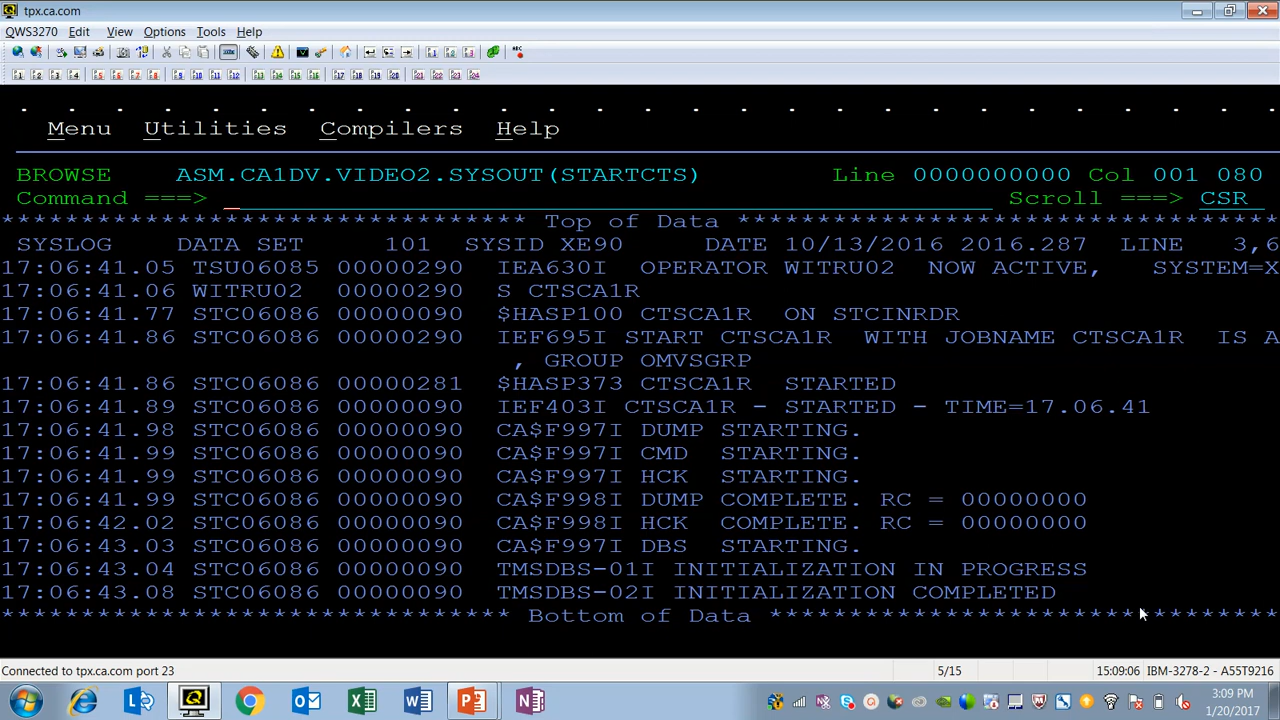 tpx.ca.com
QWS3270 Edit View Options Tools Help
Menu Utilities Compilers Help
BROWSE ASM.CA1DV.VIDEO2.SYSOUT(STARTCTS) Line 0000000000 Col 001 080
Command ===> Scroll ===> CSR
******************************** Top of Data **********************************
SYSLOG DATA SET 101 SYSID XE90 DATE 10/13/2016 2016.287 LINE 3,6
17:06:41.05 TSU06085 00000290 IEA630I OPERATOR WITRU02 NOW ACTIVE, SYSTEM=X
17:06:41.06 WITRU02 00000290 S CTSCA1R
17:06:41.77 STC06086 00000090 $HASP100 CTSCA1R ON STCINRDR
17:06:41.86 STC06086 00000290 IEF695I START CTSCA1R WITH JOBNAME CTSCA1R IS A
, GROUP OMVSGRP
17:06:41.86 STC06086 00000281 $HASP373 CTSCA1R STARTED
17:06:41.89 STC06086 00000090 IEF403I CTSCA1R - STARTED - TIME=17.06.41
17:06:41.98 STC06086 00000090 CA$F997I DUMP STARTING.
17:06:41.99 STC06086 00000090 CA$F997I CMD STARTING.
17:06:41.99 STC06086 00000090 CA$F997I HCK STARTING.
17:06:41.99 STC06086 00000090 CA$F998I DUMP COMPLETE. RC = 00000000
17:06:42.02 STC06086 00000090 CA$F998I HCK COMPLETE. RC = 00000000
17:06:43.03 STC06086 00000090 CA$F997I DBS STARTING.
17:06:43.04 STC06086 00000090 TMSDBS-01I INITIALIZATION IN PROGRESS
17:06:43.08 STC06086 00000090 TMSDBS-02I INITIALIZATION COMPLETED
******************************** Bottom of Data ********************************
Connected to tpx.ca.com port 23 5/15 15:09:06 IBM-3278-2 - A55T9216
3:09 PM
1/20/2017